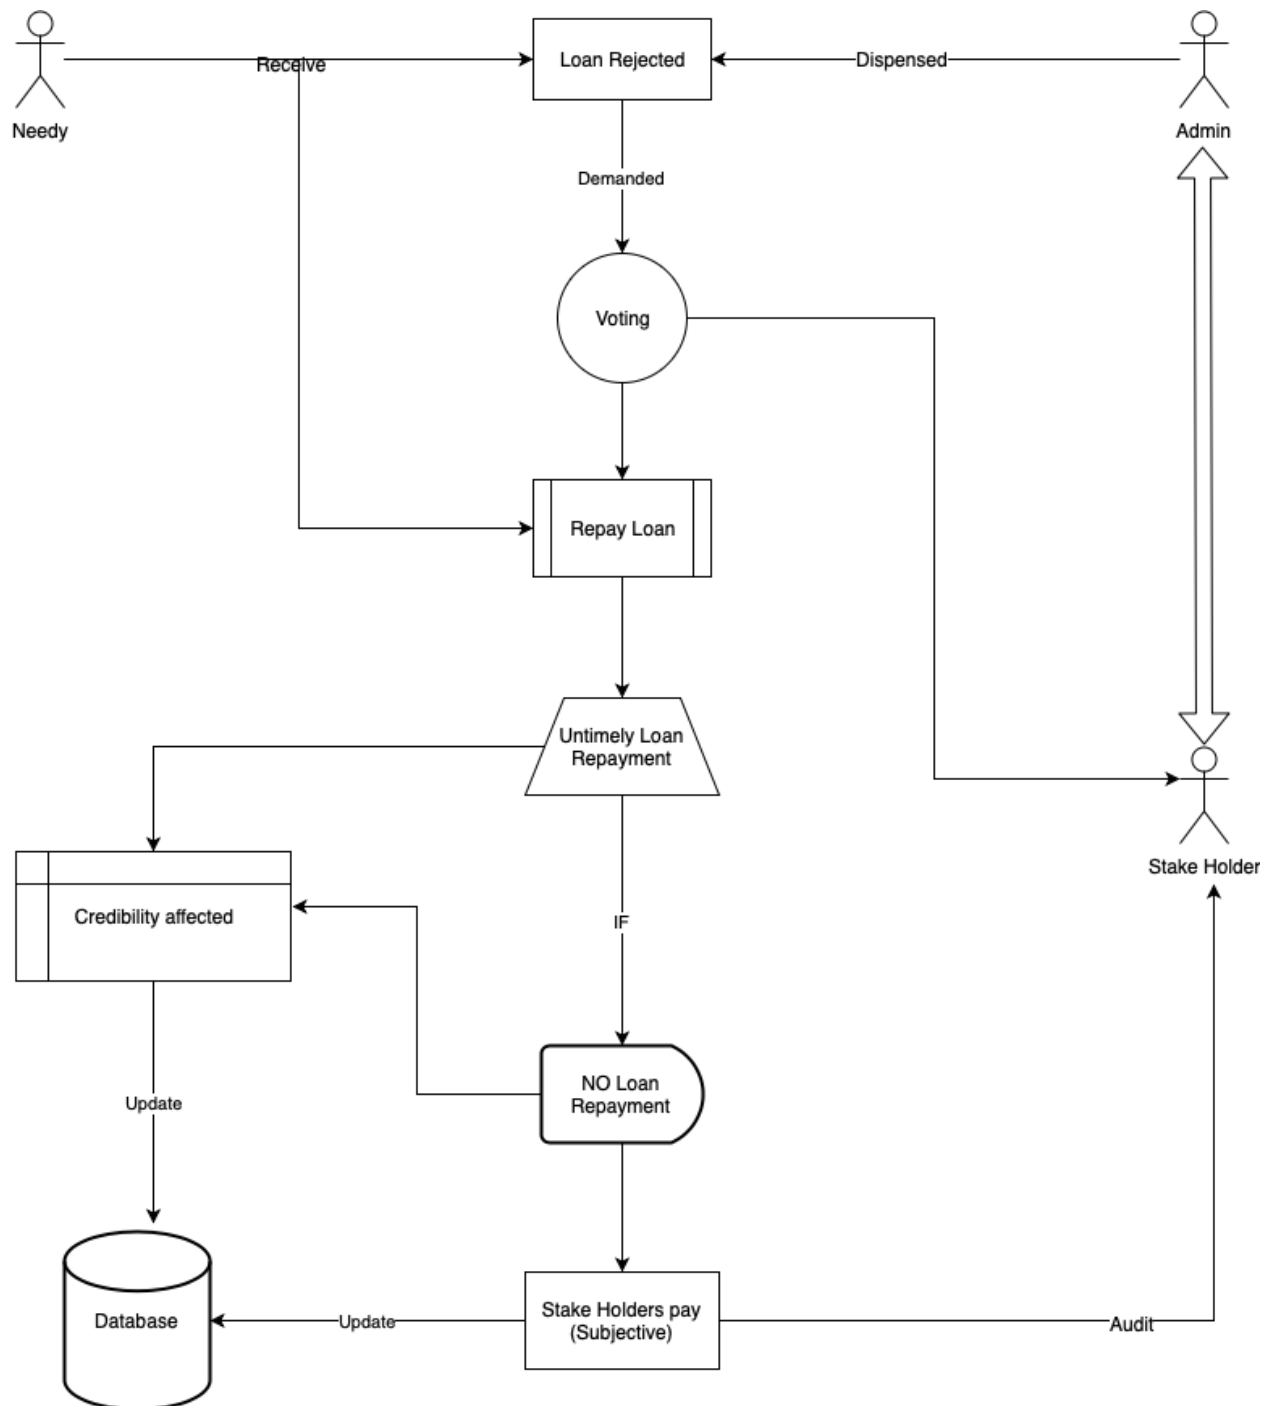 Receive
Loan Rejected
Dispensed
Needy
Admin
Demanded
Voting
Repay Loan
Untimely Loan
Repayment
Stake Holder
Credibility affected
IF
NO Loan
Repayment
Update
Stake Holders pay
(Subjective)
Database
Update
Audit